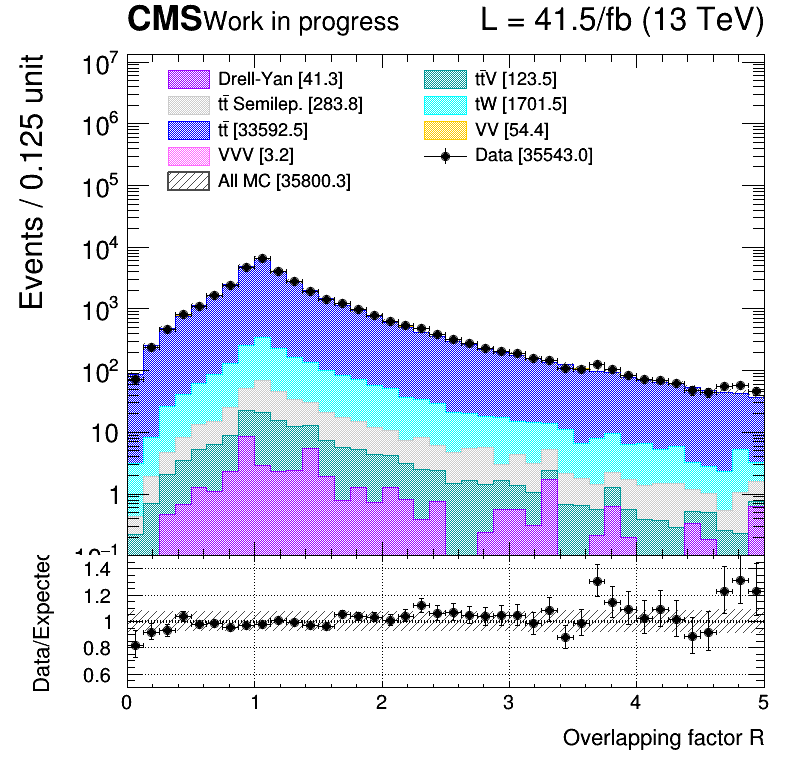 CMS Work in progress L = 41.5/fb (13 TeV)
Events / 0.125 unit
10⁷
10⁶
10⁵
10⁴
10³
10²
10
1
10⁻¹
Drell-Yan [41.3]
tt̄ Semilep. [283.8]
tt̄ [33592.5]
VVV [3.2]
All MC [35800.3]
tt̄V [123.5]
tW [1701.5]
VV [54.4]
Data [35543.0]
Data/Expected
1.4
1.2
1
0.8
0.6
0 1 2 3 4 5
Overlapping factor R